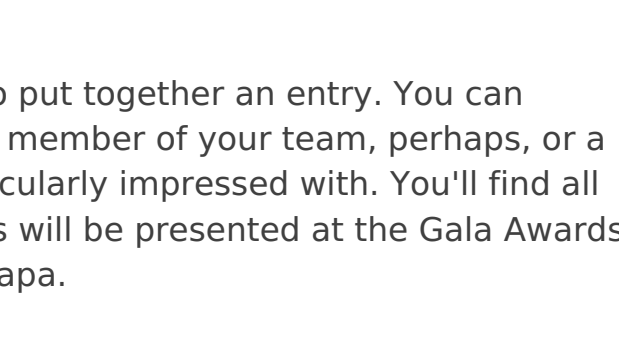 put together an entry. You can
member of your team, perhaps, or a
impressed with. You'll find all
will be presented at the Gala Awards